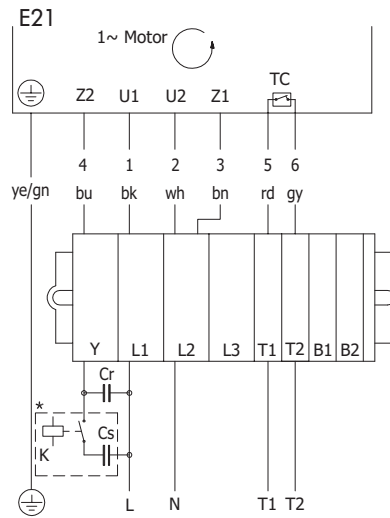 E21
1~ Motor
TC
Z2 U1 U2 Z1
4 1 2 3 5 6
ye/gn bu bk wh bn rd gy
Y L1 L2 L3 T1 T2 B1 B2
Cr
*
K Cs
L N T1 T2